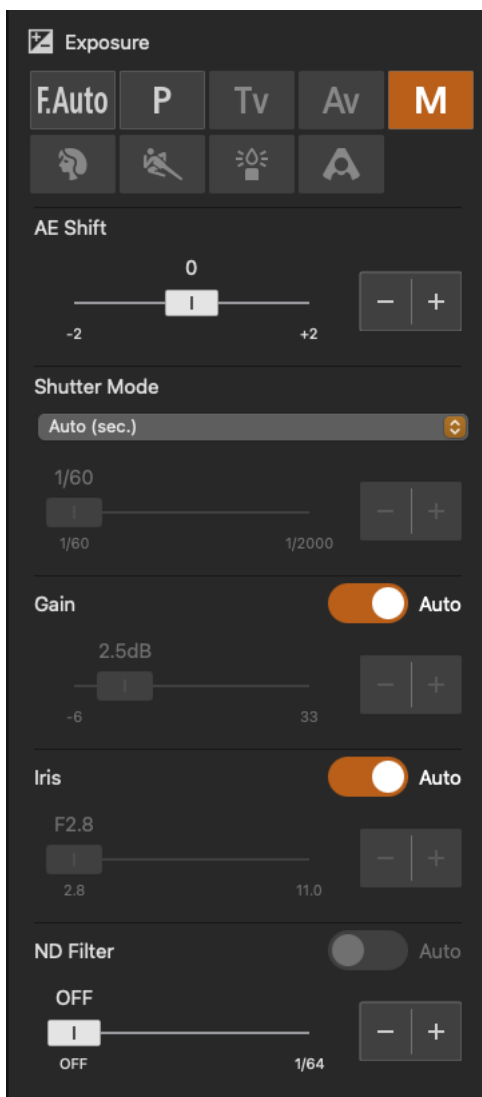 Exposure
F.Auto P Tv Av M
AE Shift
0
− +
-2 +2
Shutter Mode
Auto (sec.)
1/60
− +
1/60 1/2000
Gain Auto
2.5dB
− +
-6 33
Iris Auto
F2.8
− +
2.8 11.0
ND Filter Auto
OFF
− +
OFF 1/64